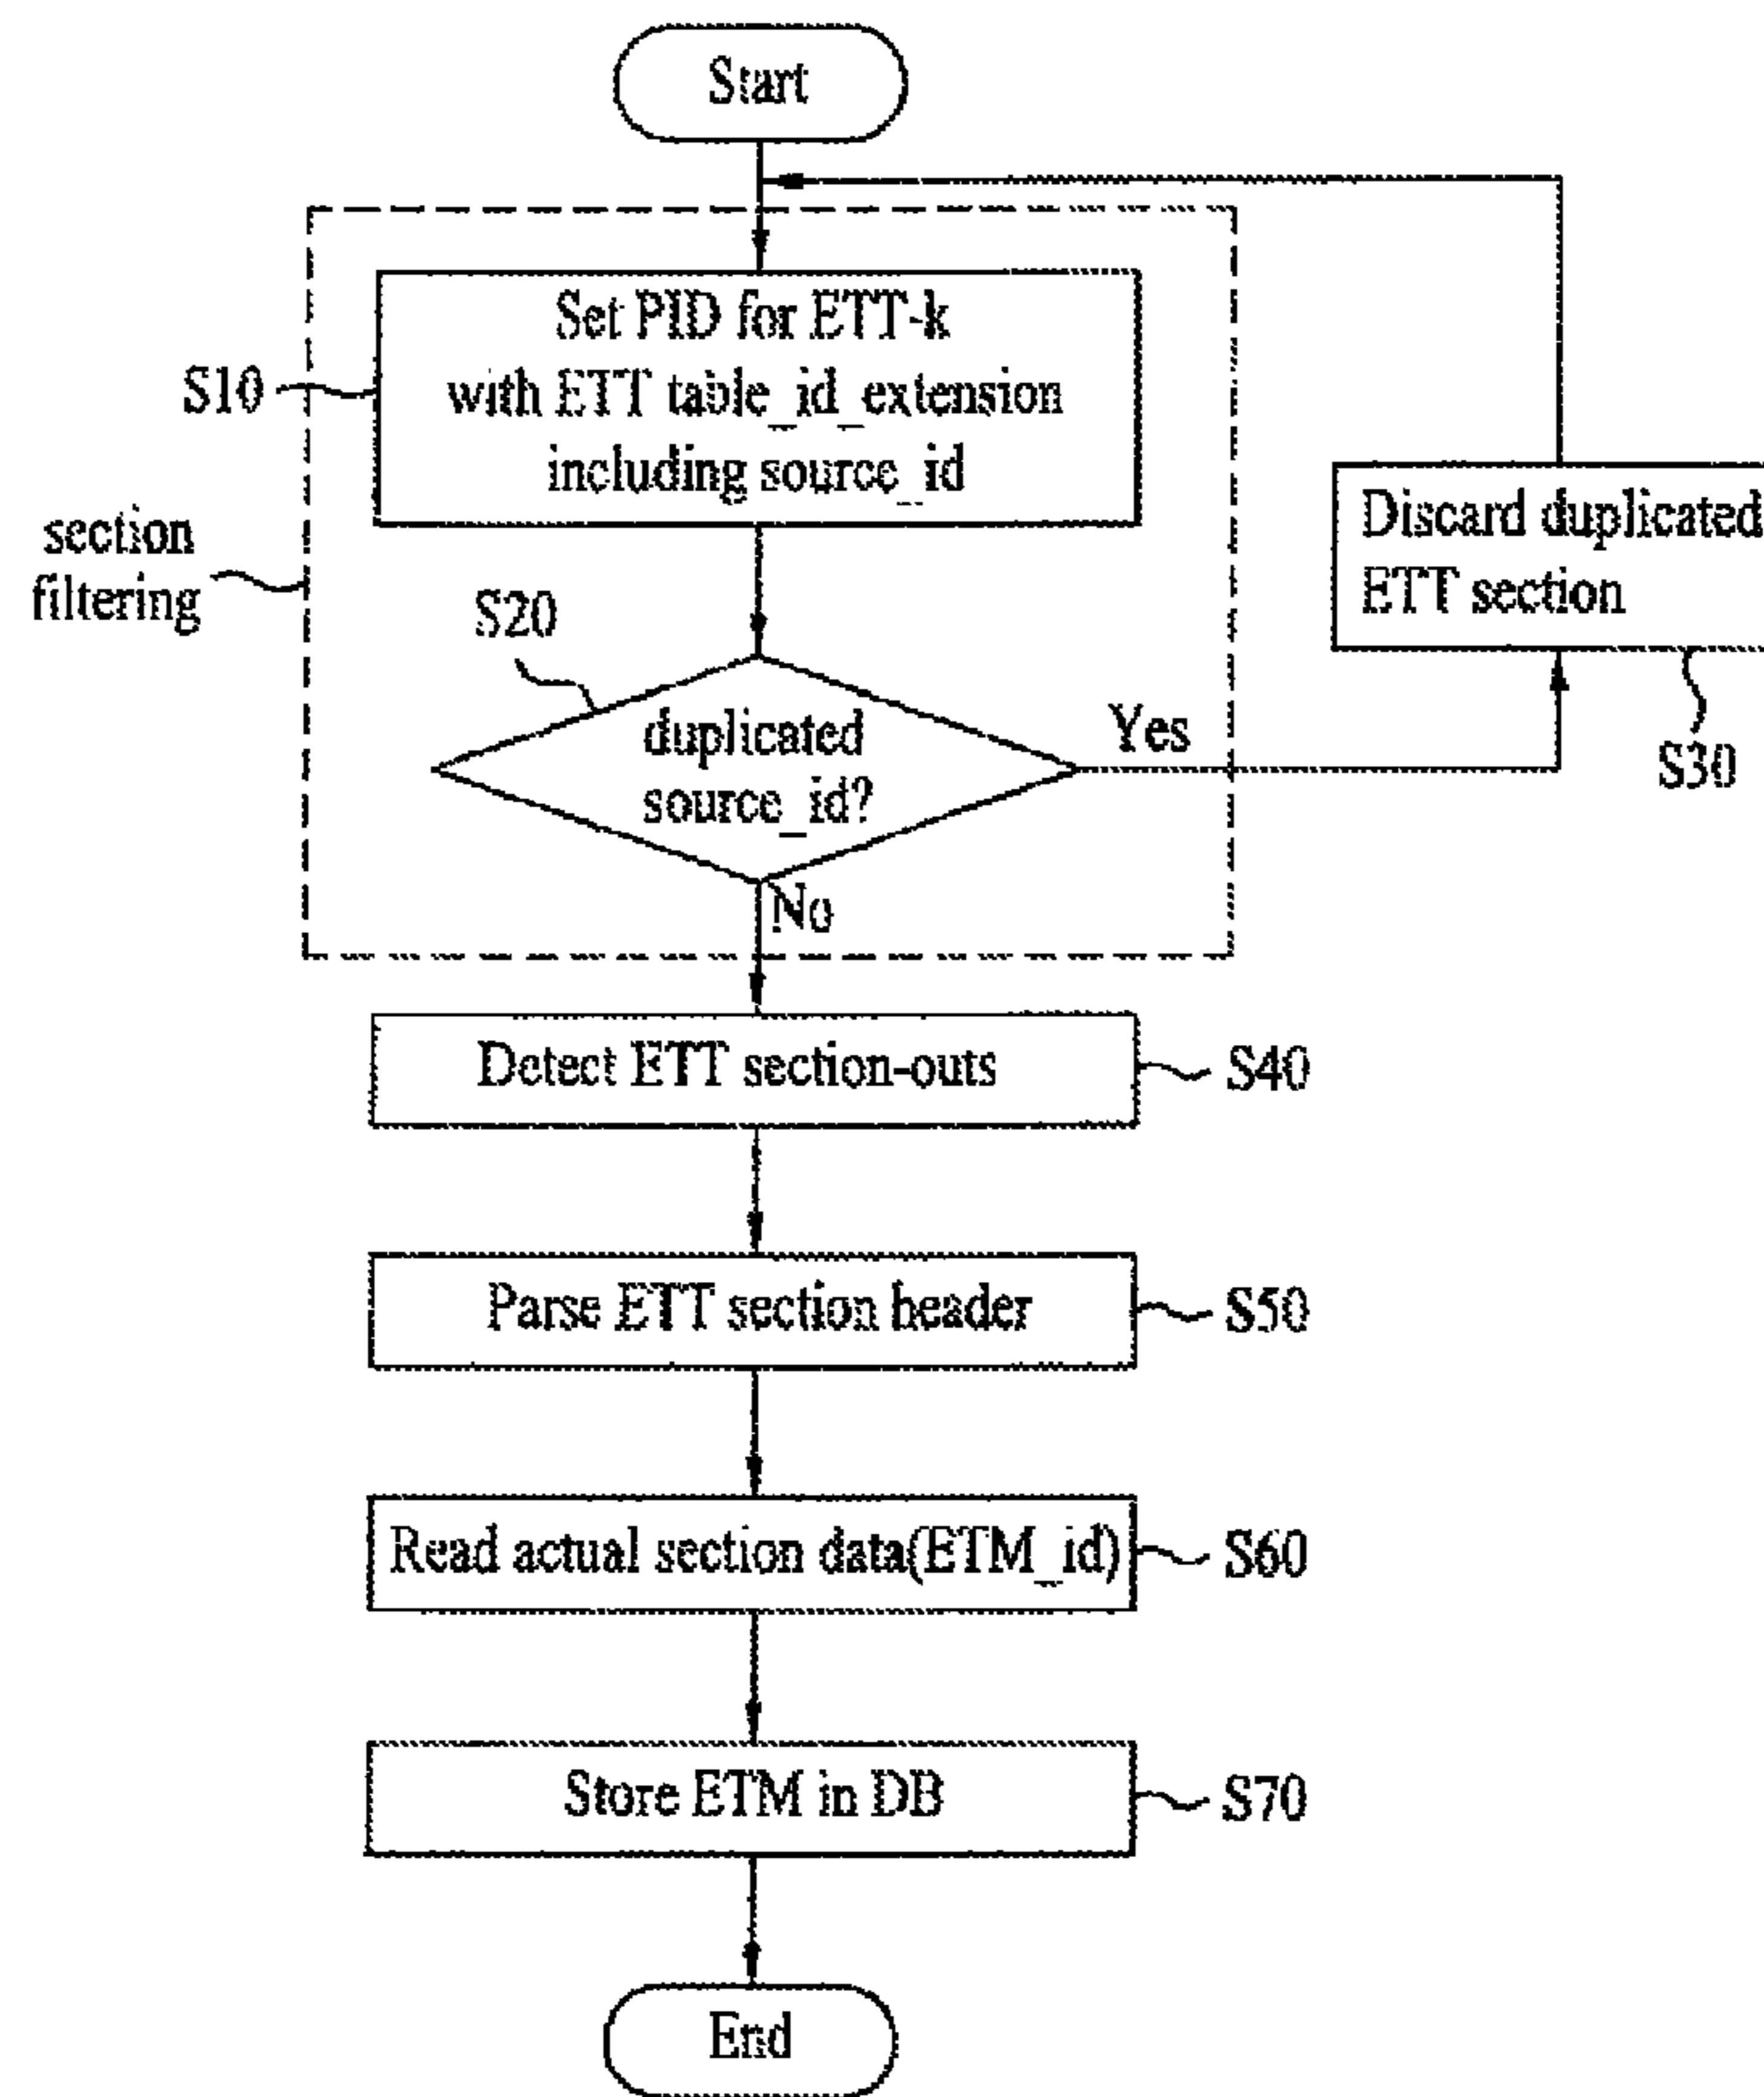 Start
Set PID for ETT-k
with ETT table_id_extension
including source_id
S10
section
filtering
Discard duplicated
ETT section
S30
S20
duplicated
source_id?
Yes
No
Detect ETT section-outs
S40
Parse ETT section header
S50
Read actual section data(ETM_id)
S60
Store ETM in DB
S70
End